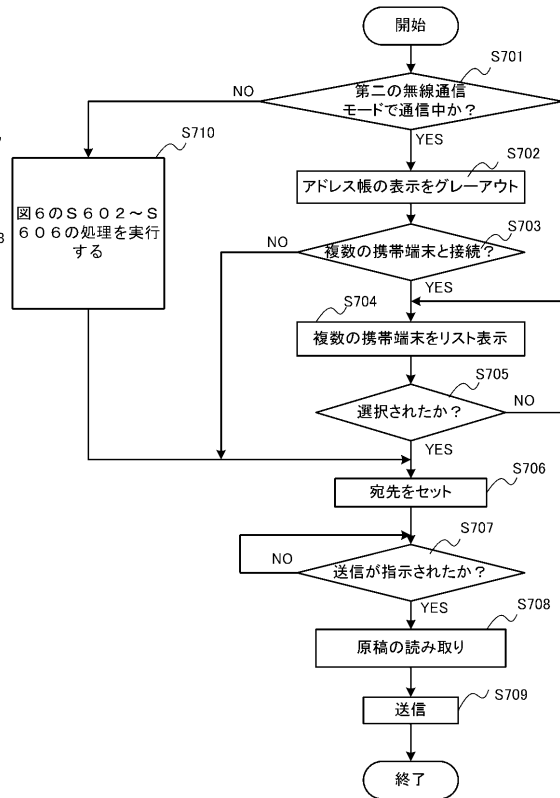 開始
S701
第二の無線通信
モードで通信中か?
NO
YES
S710
図6のS602~S
606の処理を実行
する
S702
アドレス帳の表示をグレーアウト
S703
複数の携帯端末と接続?
NO
YES
S704
複数の携帯端末をリスト表示
S705
選択されたか?
NO
YES
S706
宛先をセット
S707
送信が指示されたか?
NO
YES
S708
原稿の読み取り
S709
送信
終了